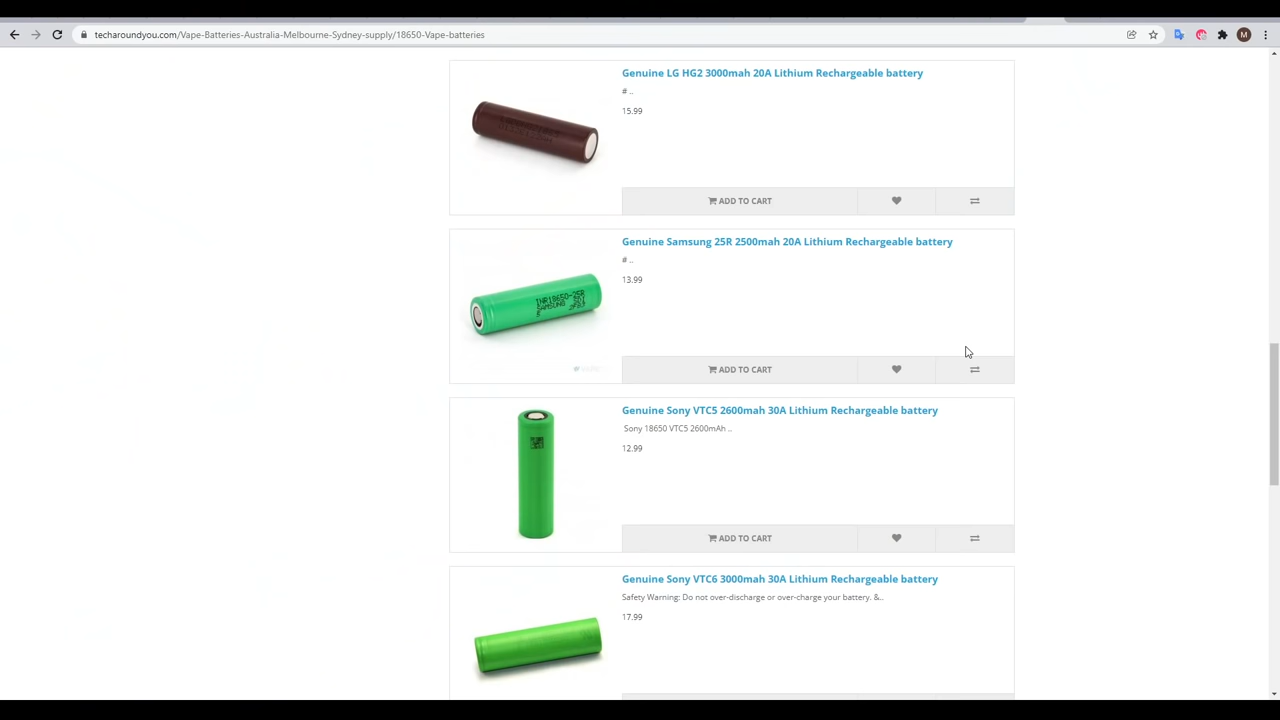 techaroundyou.com/Vape-Batteries-Australia-Melbourne-Sydney-supply/18650-Vape-batteries
M
Genuine LG HG2 3000mah 20A Lithium Rechargeable battery
# ..
15.99
ADD TO CART
Genuine Samsung 25R 2500mah 20A Lithium Rechargeable battery
# ..
13.99
INR18650-25R
SAMSUNG
ADD TO CART
Genuine Sony VTC5 2600mah 30A Lithium Rechargeable battery
Sony 18650 VTC5 2600mAh ..
12.99
ADD TO CART
Genuine Sony VTC6 3000mah 30A Lithium Rechargeable battery
Safety Warning: Do not over-discharge or over-charge your battery. &..
17.99